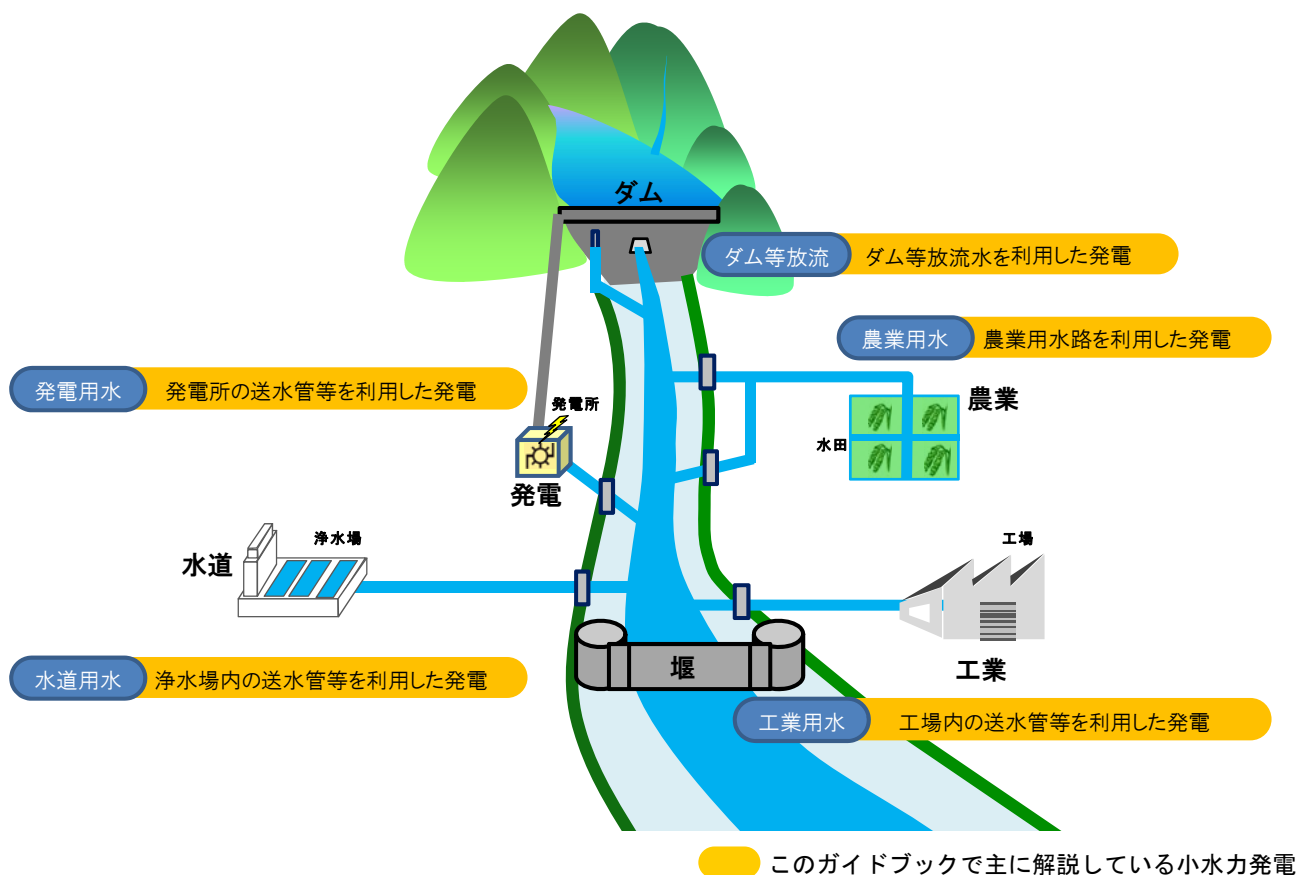 ダム
ダム等放流 ダム等放流水を利用した発電
農業用水 農業用水路を利用した発電
発電用水 発電所の送水管等を利用した発電
発電所
農業
水田
発電
浄水場
水道
工場
堰
工業
水道用水 浄水場内の送水管等を利用した発電
工業用水 工場内の送水管等を利用した発電
このガイドブックで主に解説している小水力発電